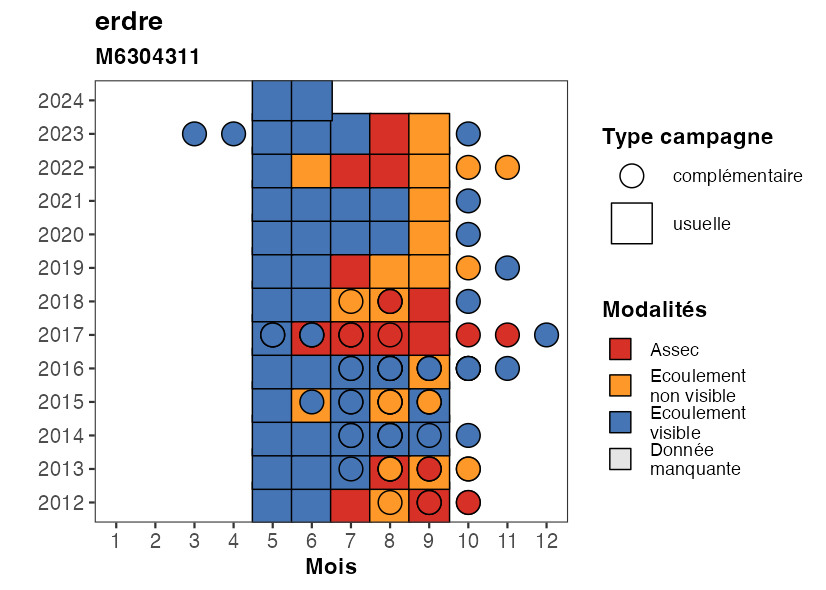 erdre
M6304311
2024
2023
2022
2021
2020
2019
2018
2017
2016
2015
2014
2013
2012
1 2 3 4 5 6 7 8 9 10 11 12
Mois
Type campagne
complémentaire
usuelle
Modalités
Assec
Ecoulement
non visible
Ecoulement
visible
Donnée
manquante